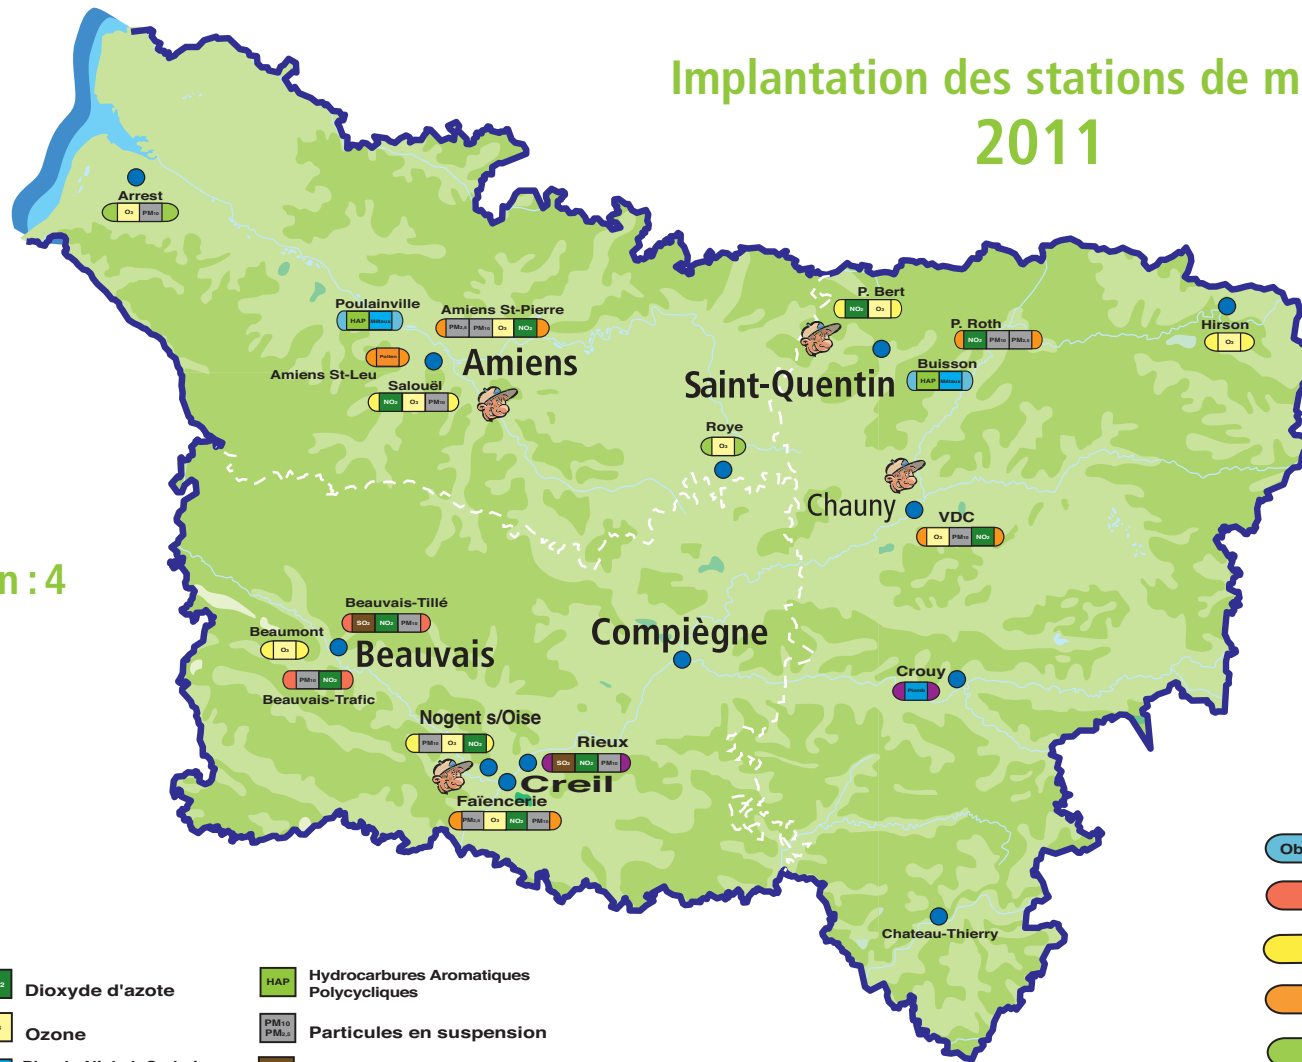 Implantation des stations de m
2011
Arrest
O₃ PM₁₀
Poulainville
HAP Métaux
Amiens St-Pierre
PM₂,₅ PM₁₀ O₃ NO₂
Pollens
Amiens St-Leu
Amiens
Salouël
NO₂ O₃ PM₁₀
P. Bert
NO₂ O₃
P. Roth
NO₂ PM₁₀ PM₂,₅
Hirson
O₃
Saint-Quentin
Buisson
HAP Métaux
Roye
O₃
Chauny
VDC
O₃ PM₁₀ NO₂
n : 4
Beauvais-Tillé
SO₂ NO₂ PM₁₀
Beaumont
O₃
Beauvais
PM₁₀ NO₂
Beauvais-Trafic
Compiègne
Crouy
Plomb
Nogent s/Oise
PM₁₀ O₃ NO₂
Rieux
SO₂ NO₂ PM₁₀
Creil
Faïencerie
PM₂,₅ O₃ NO₂ PM₁₀
Chateau-Thierry
Ob
Dioxyde d'azote
HAP
Hydrocarbures Aromatiques
Polycycliques
Ozone
PM₁₀
PM₂,₅
Particules en suspension